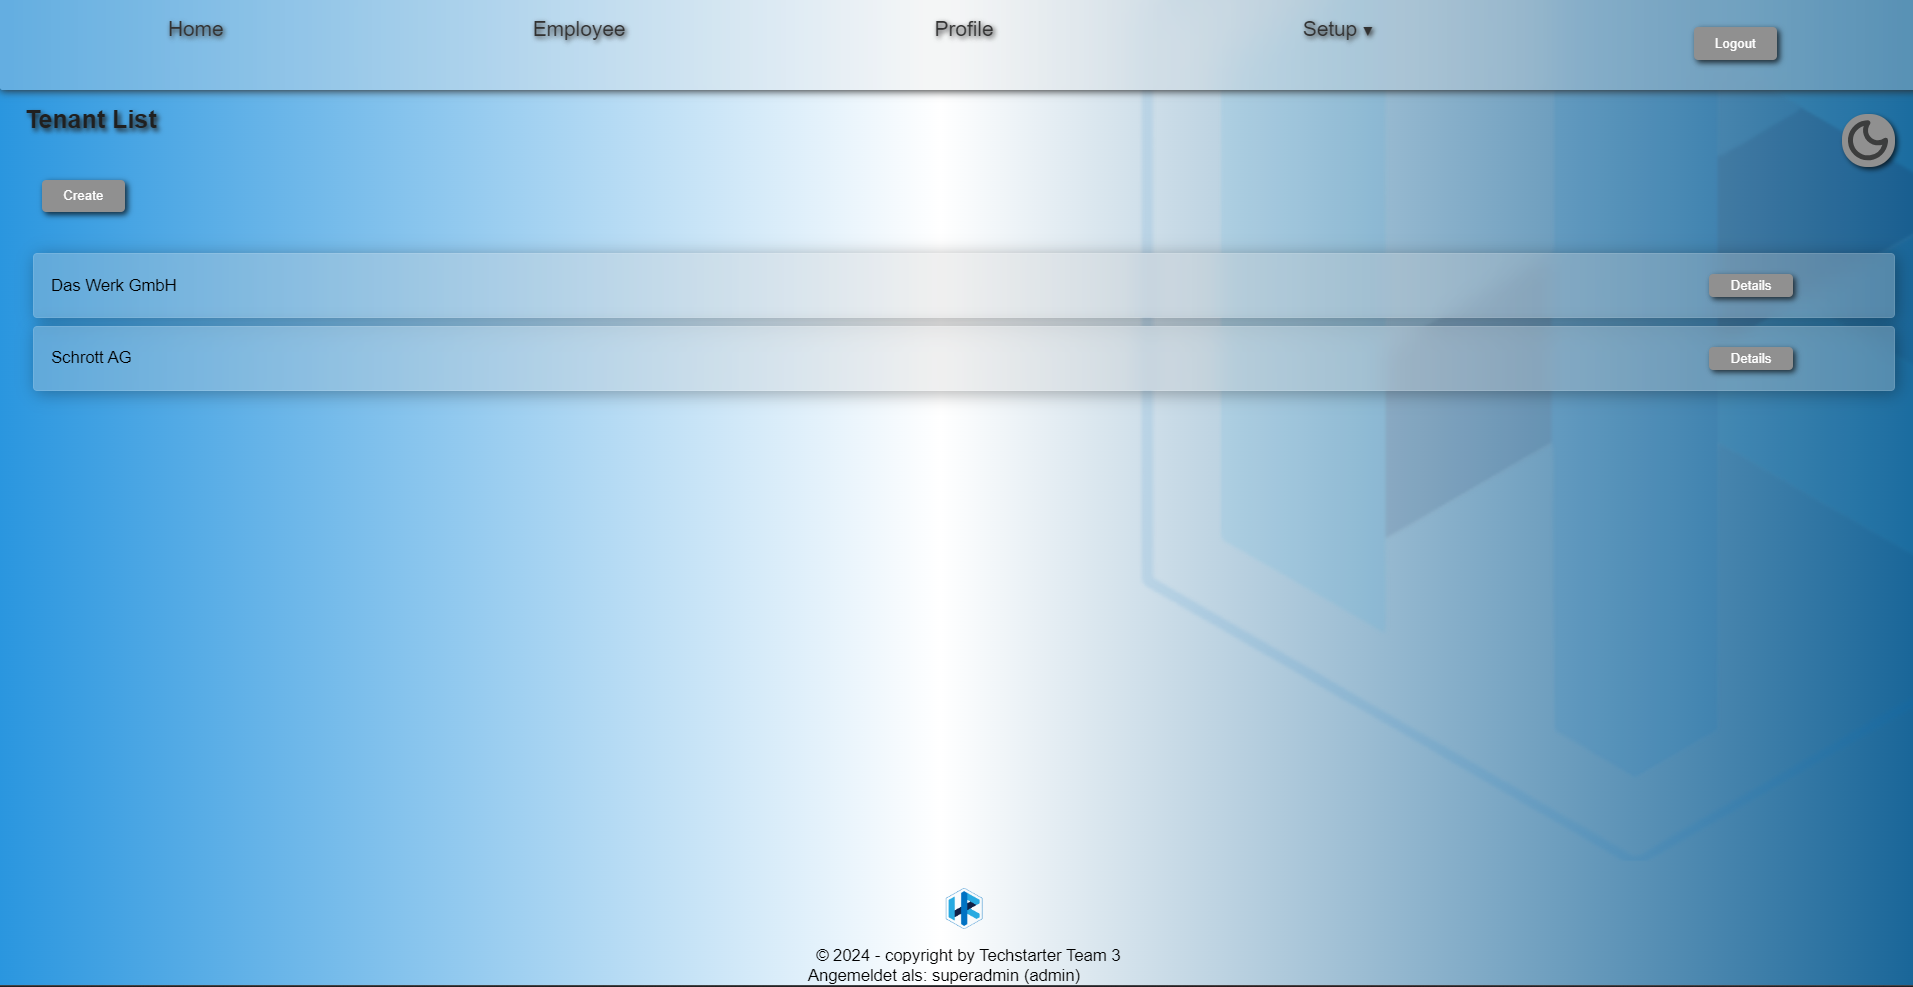 Home Employee Profile Setup ▾ Logout
Tenant List
Create
Das Werk GmbH Details
Schrott AG Details
© 2024 - copyright by Techstarter Team 3
Angemeldet als: superadmin (admin)